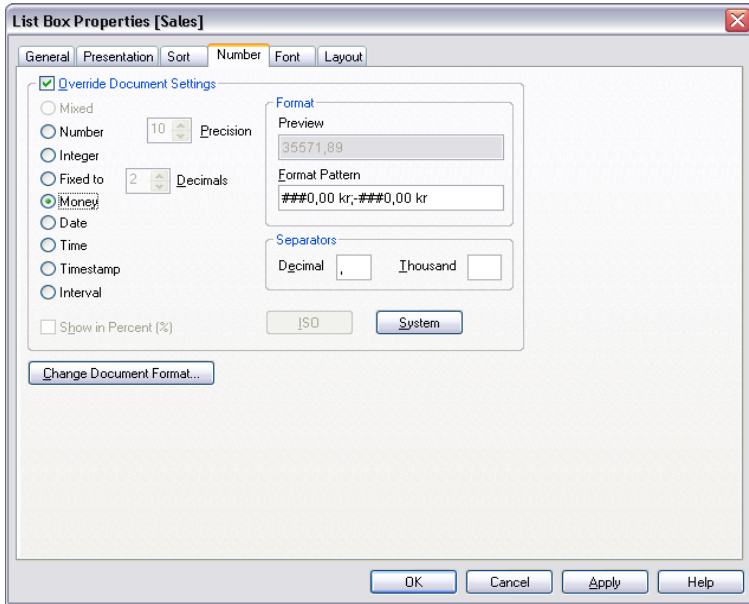 List Box Properties [Sales]
General Presentation Sort Number Font Layout
Override Document Settings
Mixed
Number 10 Precision
Integer
Fixed to 2 Decimals
Money
Date
Time
Timestamp
Interval
Show in Percent (%)
Format
Preview
35571,89
Format Pattern
###0,00 kr;-###0,00 kr
Separators
Decimal , Thousand
ISO System
Change Document Format...
OK Cancel Apply Help